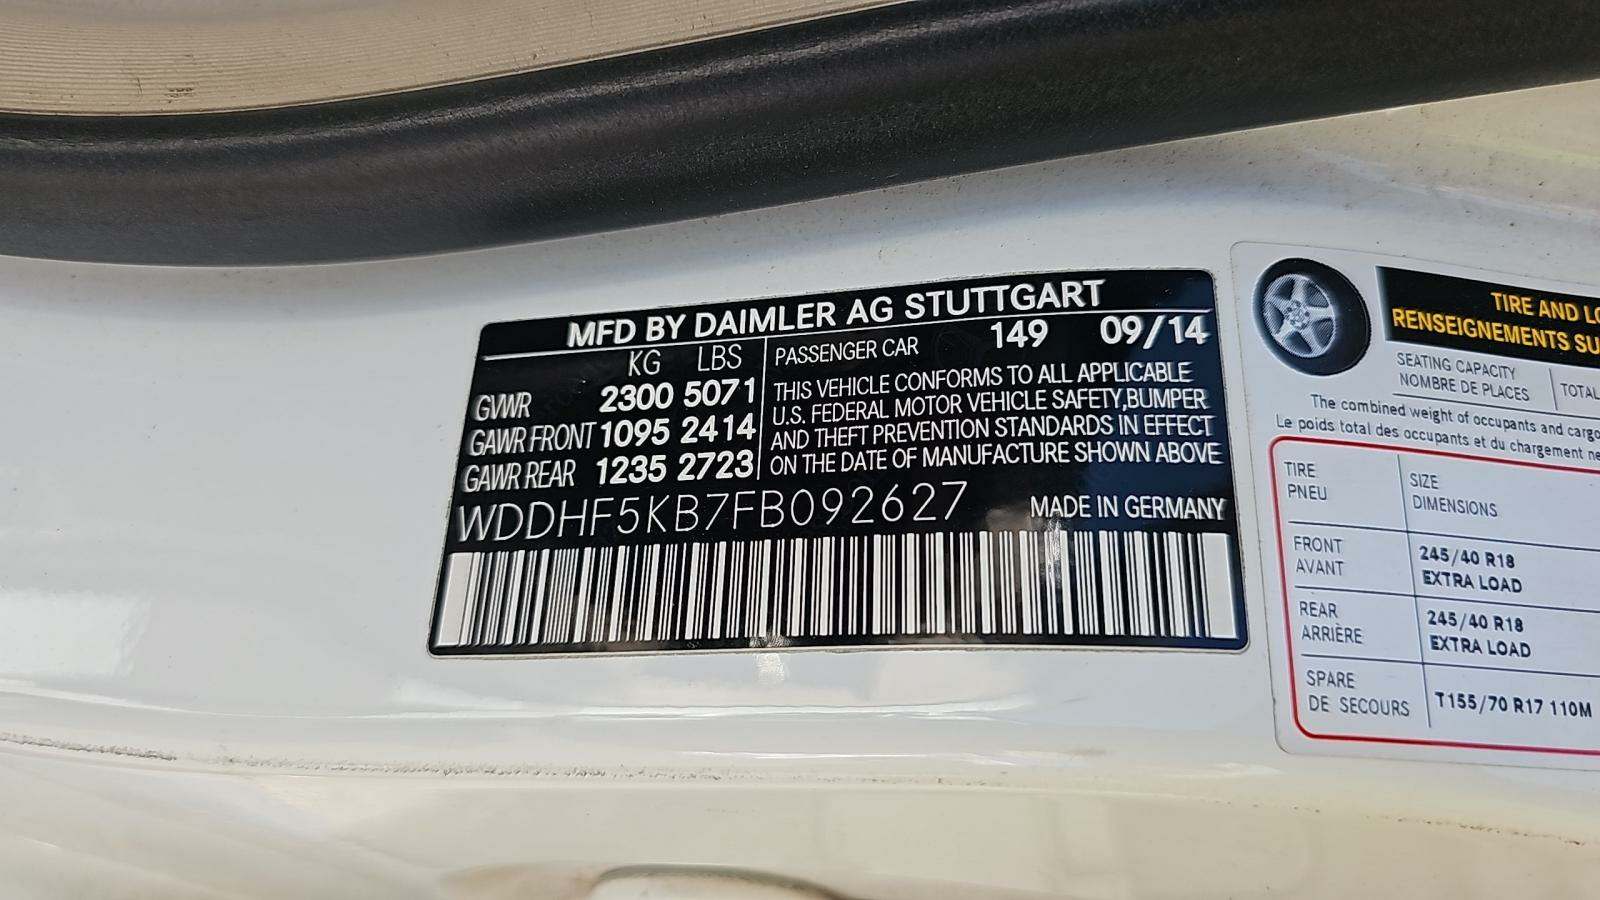 MFD BY DAIMLER AG STUTTGART
KG LBS
GVWR 2300 5071
GAWR FRONT 1095 2414
GAWR REAR 1235 2723
PASSENGER CAR 149 09/14
THIS VEHICLE CONFORMS TO ALL APPLICABLE
U.S. FEDERAL MOTOR VEHICLE SAFETY,BUMPER
AND THEFT PREVENTION STANDARDS IN EFFECT
ON THE DATE OF MANUFACTURE SHOWN ABOVE
WDDHF5KB7FB092627 MADE IN GERMANY
TIRE AND
RENSEIGNEMENTS
SEATING CAPACITY
NOMBRE DE PLACES
The combined weight of occupants and cargo
Le poids total des occupants et du chargement ne
TIRE SIZE
PNEU DIMENSIONS
FRONT 245/40 R18
AVANT EXTRA LOAD
REAR 245/40 R18
ARRIÈRE EXTRA LOAD
SPARE
DE SECOURS T155/70 R17 110M